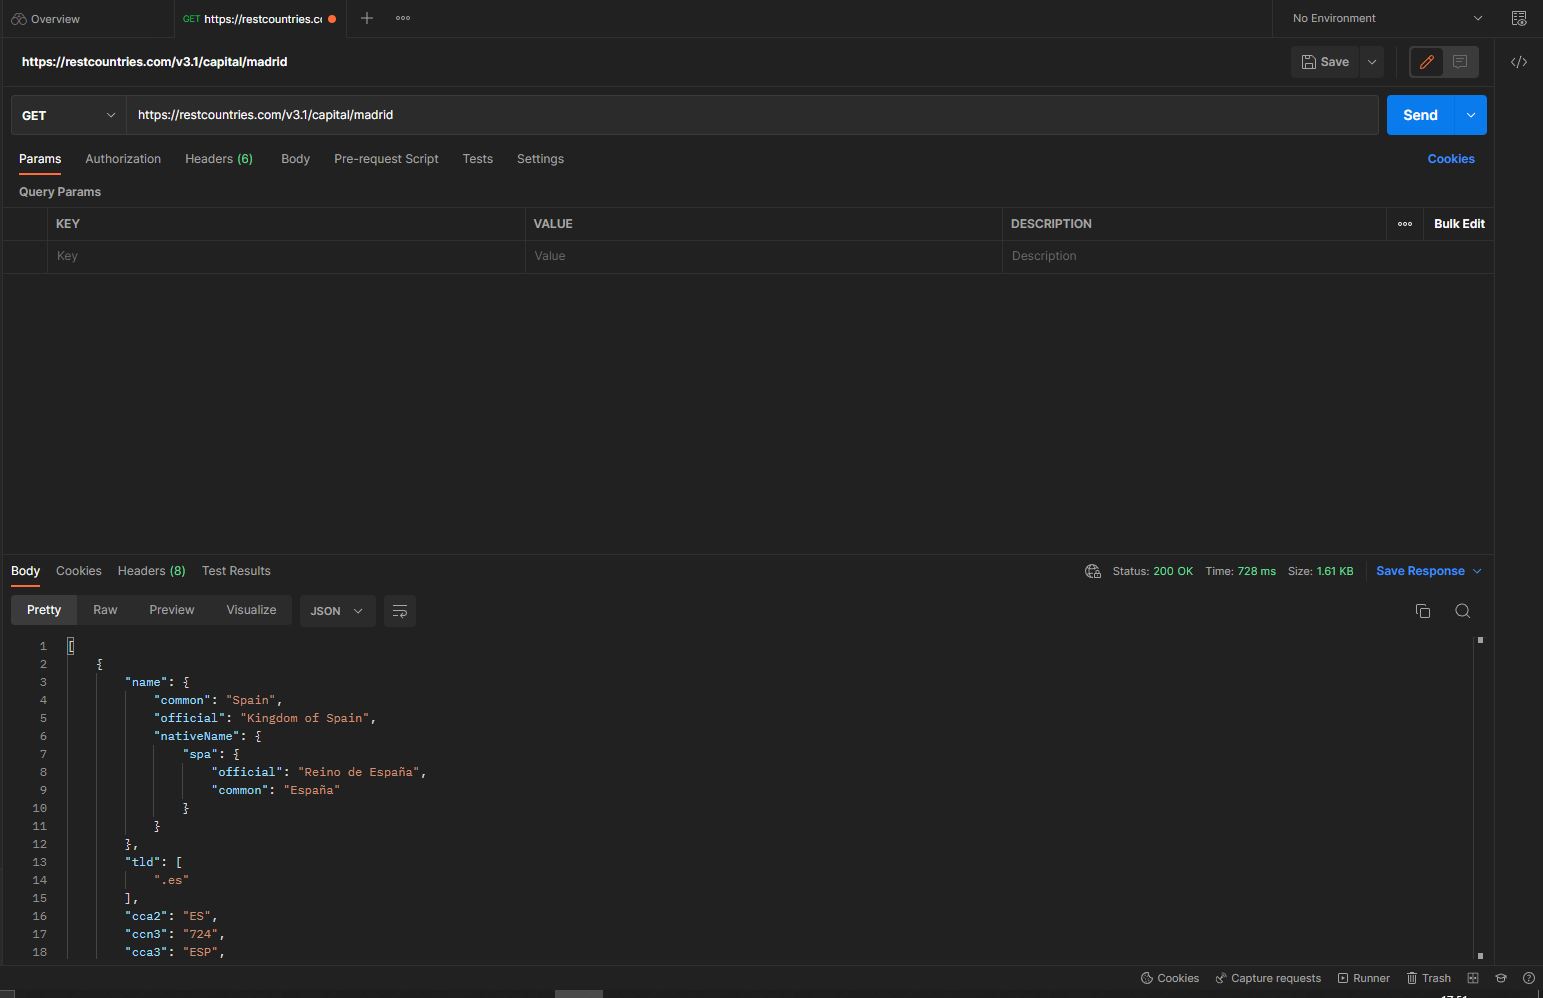 Overview
GET https://restcountries.co
No Environment
https://restcountries.com/v3.1/capital/madrid
Save
GET
https://restcountries.com/v3.1/capital/madrid
Send
Params Authorization Headers (6) Body Pre-request Script Tests Settings
Cookies
Query Params
KEY VALUE DESCRIPTION
Bulk Edit
Key Value Description
Body Cookies Headers (8) Test Results
Status: 200 OK Time: 728 ms Size: 1.61 KB
Save Response
Pretty Raw Preview Visualize JSON
1 [
2 {
3 "name": {
4 "common": "Spain",
5 "official": "Kingdom of Spain",
6 "nativeName": {
7 "spa": {
8 "official": "Reino de España",
9 "common": "España"
10 }
11 }
12 },
13 "tld": [
14 ".es"
15 ],
16 "cca2": "ES",
17 "ccn3": "724",
18 "cca3": "ESP",
Cookies Capture requests Runner Trash